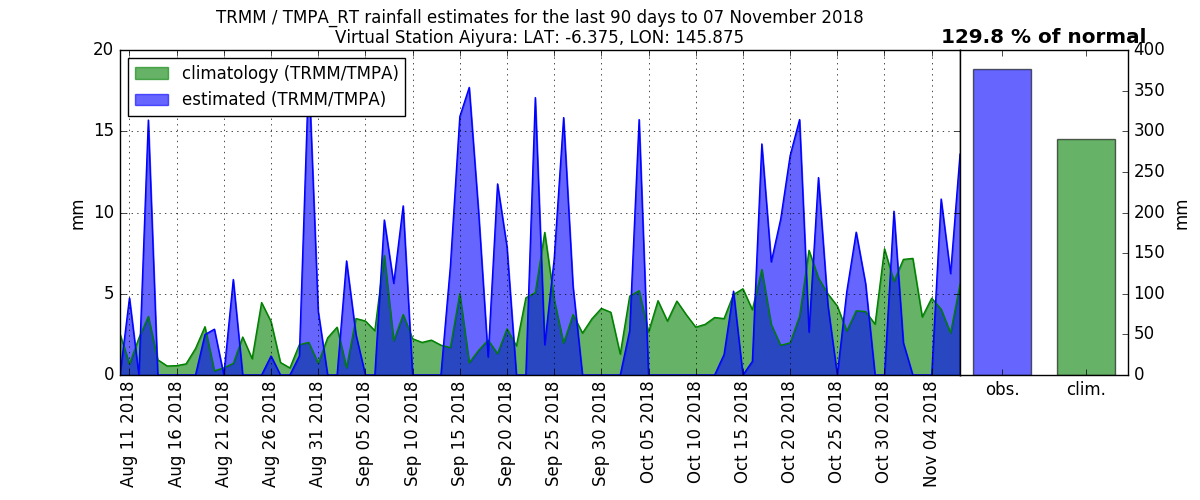 TRMM / TMPA_RT rainfall estimates for the last 90 days to 07 November 2018
Virtual Station Aiyura: LAT: -6.375, LON: 145.875
129.8 % of normal
climatology (TRMM/TMPA)
estimated (TRMM/TMPA)
20
15
10
5
0
mm
400
350
300
250
200
150
100
50
0
mm
Aug 11 2018
Aug 16 2018
Aug 21 2018
Aug 26 2018
Aug 31 2018
Sep 05 2018
Sep 10 2018
Sep 15 2018
Sep 20 2018
Sep 25 2018
Sep 30 2018
Oct 05 2018
Oct 10 2018
Oct 15 2018
Oct 20 2018
Oct 25 2018
Oct 30 2018
Nov 04 2018
obs.
clim.